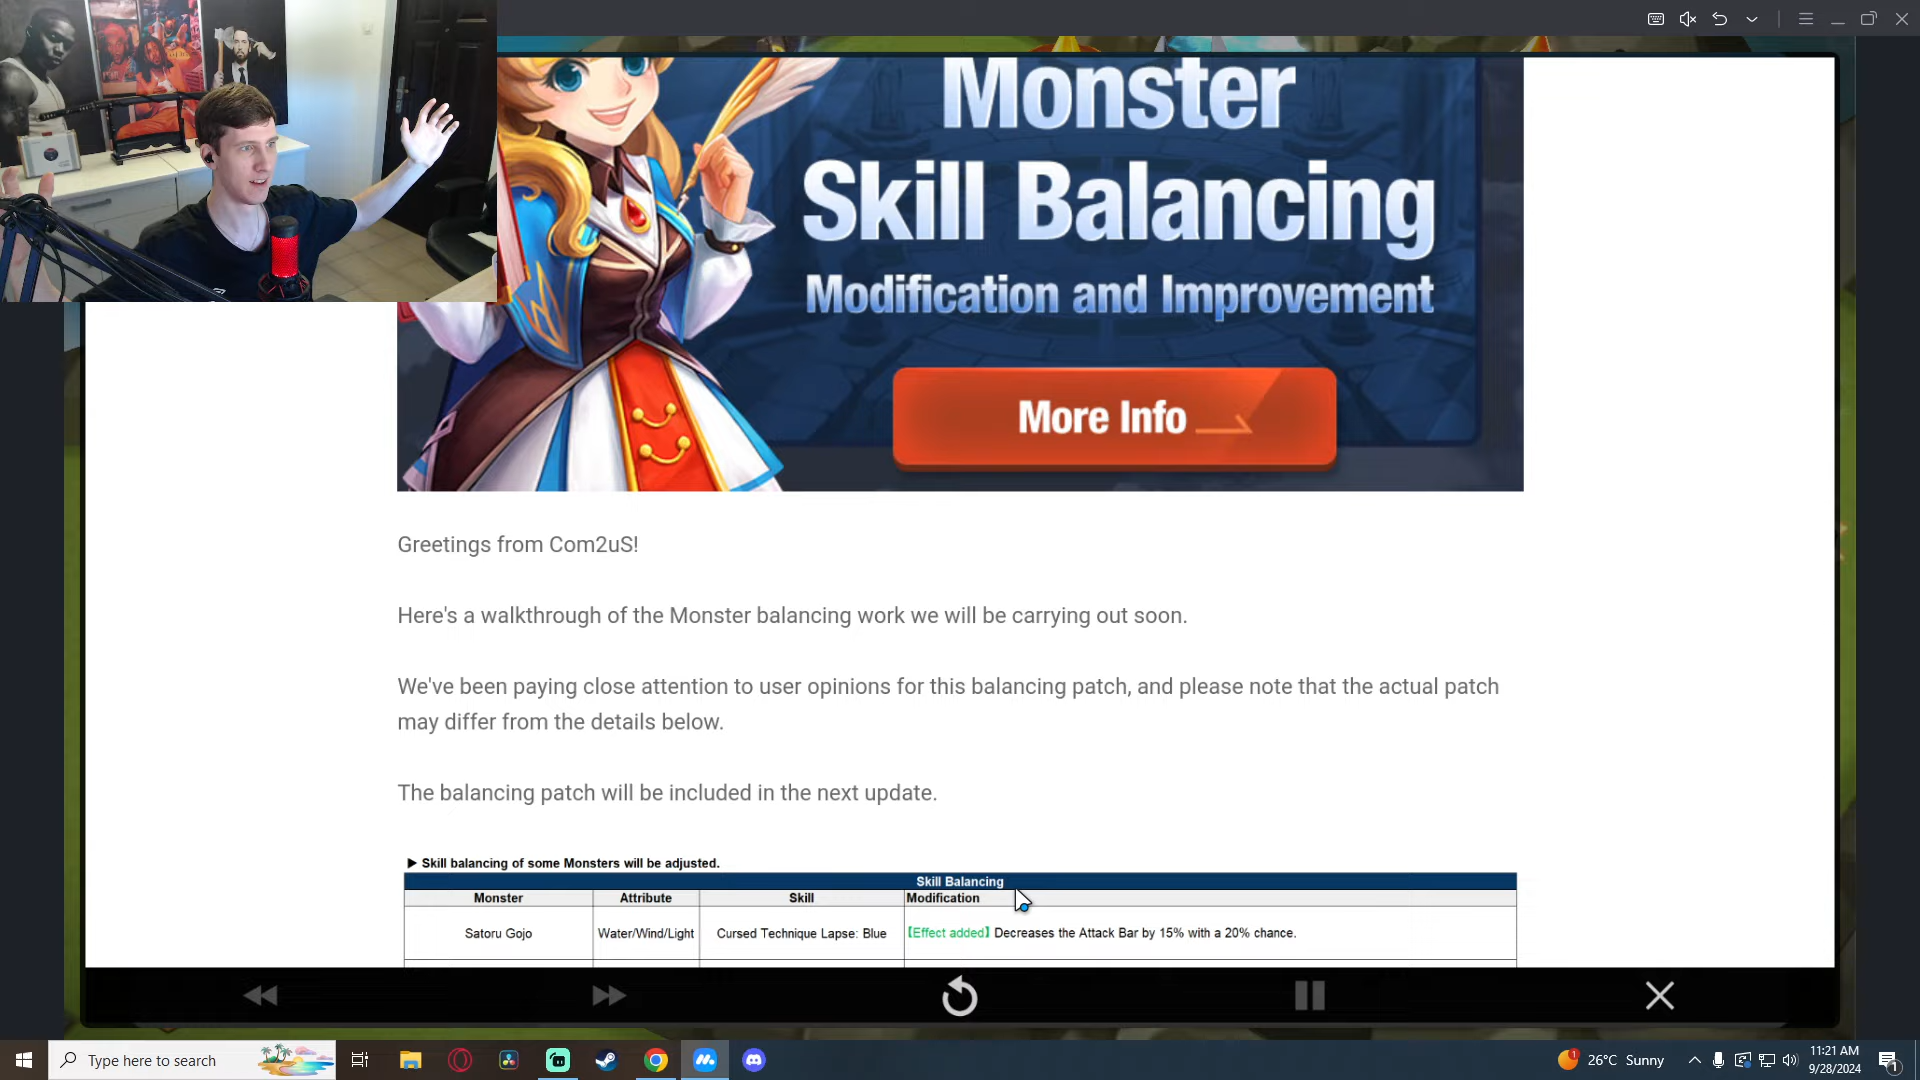 Monster
Skill Balancing
Modification and Improvement
More Info
Greetings from Com2uS!
Here's a walkthrough of the Monster balancing work we will be carrying out soon.
We've been paying close attention to user opinions for this balancing patch, and please note that the actual patch
may differ from the details below.
The balancing patch will be included in the next update.
▶ Skill balancing of some Monsters will be adjusted.
Skill Balancing
Monster Attribute Skill Modification
Satoru Gojo Water/Wind/Light Cursed Technique Lapse: Blue 【Effect added】 Decreases the Attack Bar by 15% with a 20% chance.
Type here to search
1 26°C Sunny
11:21 AM
9/28/2024
1